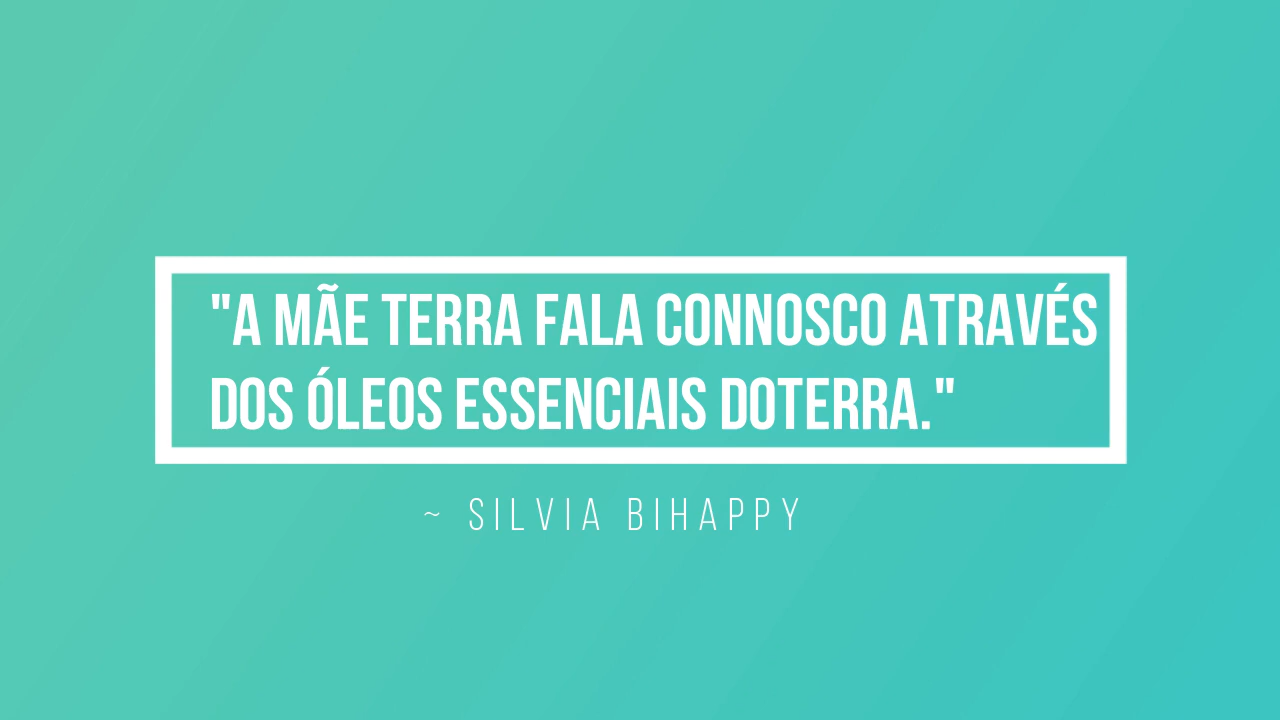 "A MÃE TERRA FALA CONNOSCO ATRAVÉS
DOS ÓLEOS ESSENCIAIS DOTERRA."
~ SILVIA BIHAPPY